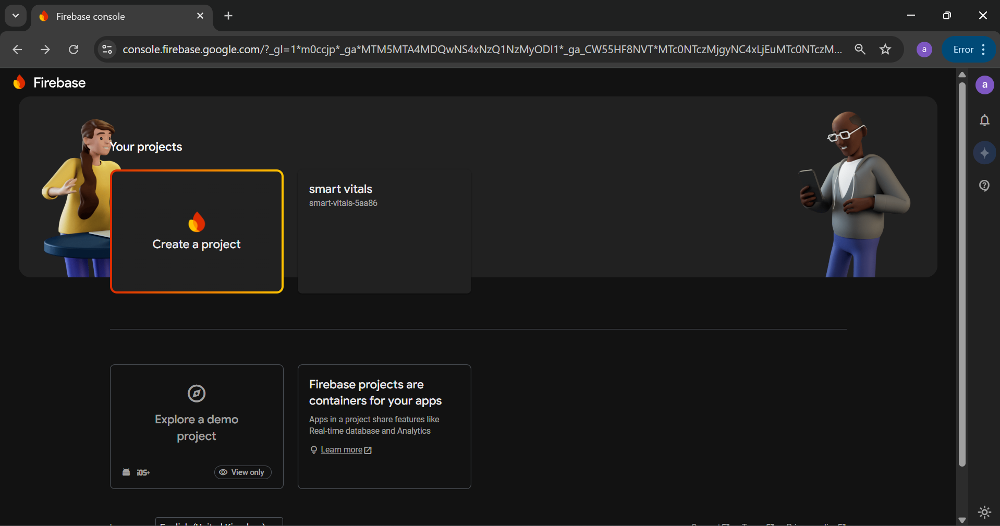 Firebase console
console.firebase.google.com/?_gl=1*m0ccjp*_ga*MTM5MTA4MDQwNS4xNzQ1NzMyODI1*_ga_CW55HF8NVT*MTc0NTczMjgyNC4xLjEuMTc0NTczM...
a
Error
Firebase
a
Your projects
Create a project
smart vitals
smart-vitals-5aa86
Explore a demo
project
iOS+
View only
Firebase projects are
containers for your apps
Apps in a project share features like
Real-time database and Analytics
Learn more